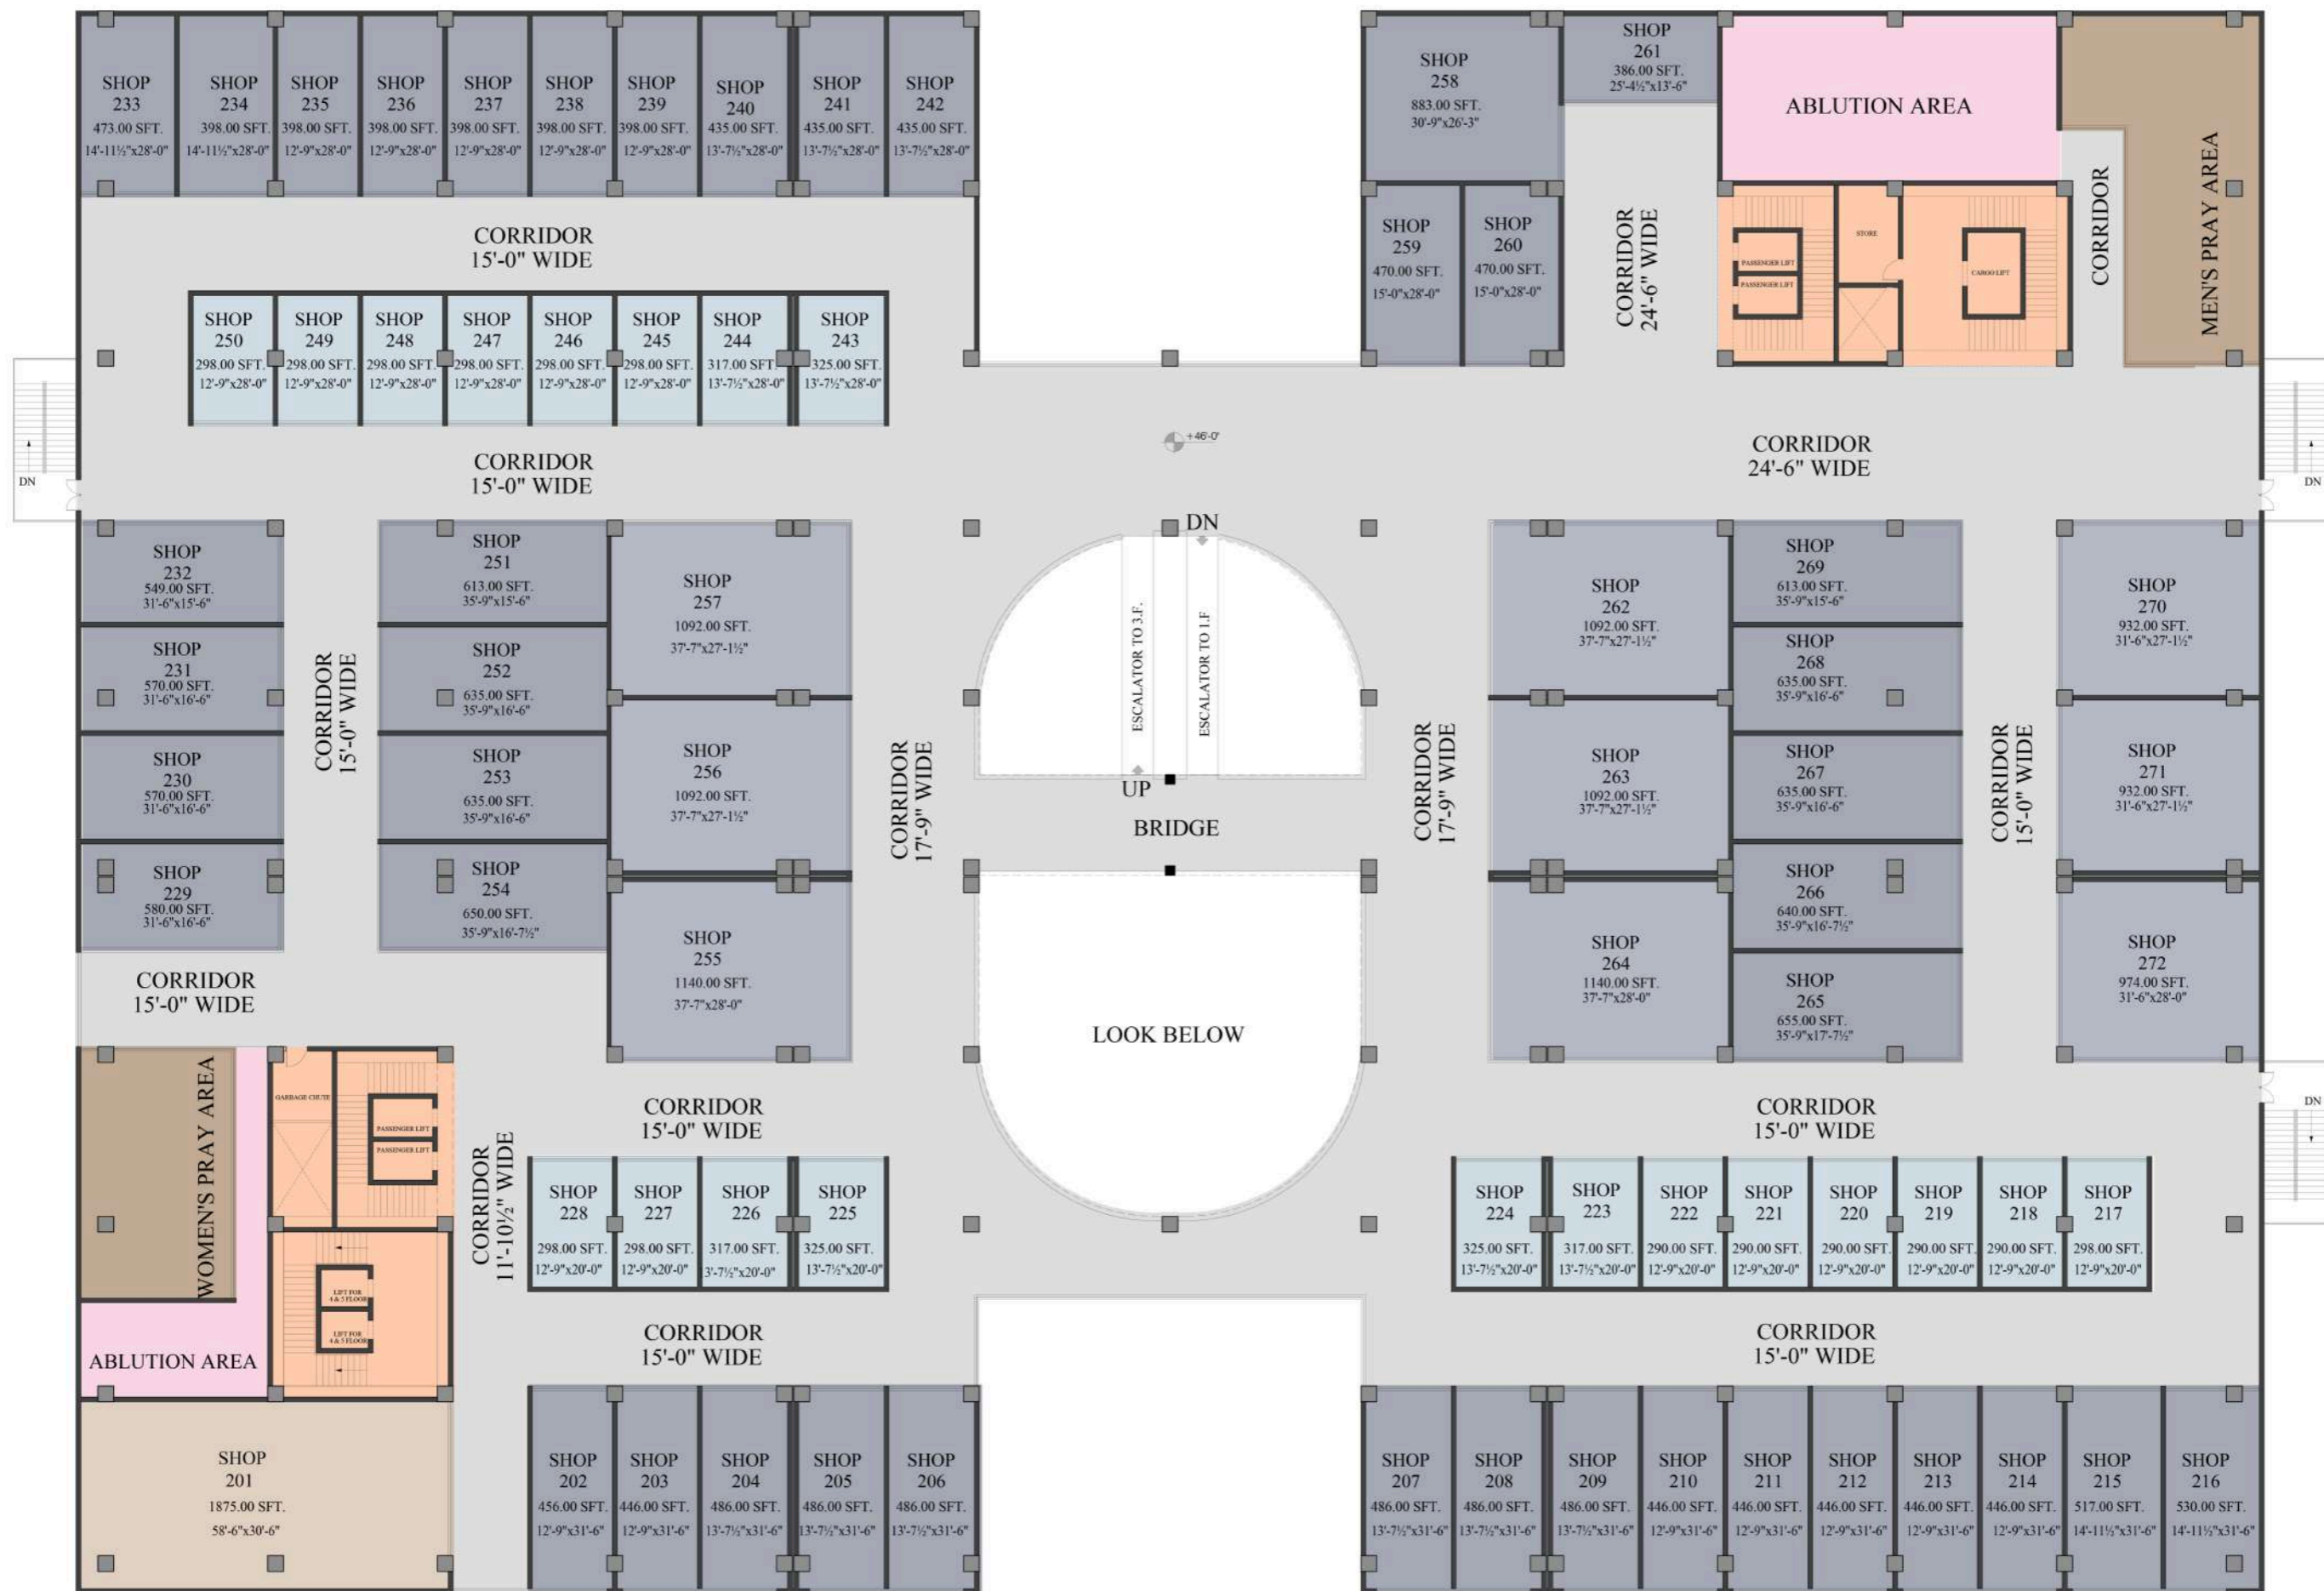 SHOP
233
473.00 SFT.
14'-11½"x28'-0"
SHOP
234
398.00 SFT.
14'-11½"x28'-0"
SHOP
235
398.00 SFT.
12'-9"x28'-0"
SHOP
236
398.00 SFT.
12'-9"x28'-0"
SHOP
237
398.00 SFT.
12'-9"x28'-0"
SHOP
238
398.00 SFT.
12'-9"x28'-0"
SHOP
239
398.00 SFT.
12'-9"x28'-0"
SHOP
240
435.00 SFT.
13'-7½"x28'-0"
SHOP
241
435.00 SFT.
13'-7½"x28'-0"
SHOP
242
435.00 SFT.
13'-7½"x28'-0"
SHOP
258
883.00 SFT.
30'-9"x26'-3"
SHOP
261
386.00 SFT.
25'-4½"x13'-6"
ABLUTION AREA
MEN'S PRAY AREA
CORRIDOR
CORRIDOR
15'-0" WIDE
SHOP
259
470.00 SFT.
15'-0"x28'-0"
SHOP
260
470.00 SFT.
15'-0"x28'-0"
CORRIDOR
24'-6" WIDE
PASSENGER LIFT
PASSENGER LIFT
STORE
CARGO LIFT
SHOP
250
298.00 SFT.
12'-9"x28'-0"
SHOP
249
298.00 SFT.
12'-9"x28'-0"
SHOP
248
298.00 SFT.
12'-9"x28'-0"
SHOP
247
298.00 SFT.
12'-9"x28'-0"
SHOP
246
298.00 SFT.
12'-9"x28'-0"
SHOP
245
298.00 SFT.
12'-9"x28'-0"
SHOP
244
317.00 SFT.
13'-7½"x28'-0"
SHOP
243
325.00 SFT.
13'-7½"x28'-0"
DN
CORRIDOR
15'-0" WIDE
+46'-0'
CORRIDOR
24'-6" WIDE
DN
SHOP
232
549.00 SFT.
31'-6"x15'-6"
SHOP
231
570.00 SFT.
31'-6"x16'-6"
SHOP
230
570.00 SFT.
31'-6"x16'-6"
SHOP
229
580.00 SFT.
31'-6"x16'-6"
CORRIDOR
15'-0" WIDE
SHOP
251
613.00 SFT.
35'-9"x15'-6"
SHOP
252
635.00 SFT.
35'-9"x16'-6"
SHOP
253
635.00 SFT.
35'-9"x16'-6"
SHOP
254
650.00 SFT.
35'-9"x16'-7½"
SHOP
257
1092.00 SFT.
37'-7"x27'-1½"
SHOP
256
1092.00 SFT.
37'-7"x27'-1½"
SHOP
255
1140.00 SFT.
37'-7"x28'-0"
CORRIDOR
17'-9" WIDE
DN
ESCALATOR TO 3.F.
ESCALATOR TO 1.F
UP
BRIDGE
LOOK BELOW
CORRIDOR
17'-9" WIDE
SHOP
262
1092.00 SFT.
37'-7"x27'-1½"
SHOP
263
1092.00 SFT.
37'-7"x27'-1½"
SHOP
264
1140.00 SFT.
37'-7"x28'-0"
SHOP
269
613.00 SFT.
35'-9"x15'-6"
SHOP
268
635.00 SFT.
35'-9"x16'-6"
SHOP
267
635.00 SFT.
35'-9"x16'-6"
SHOP
266
640.00 SFT.
35'-9"x16'-7½"
SHOP
265
655.00 SFT.
35'-9"x17'-7½"
CORRIDOR
15'-0" WIDE
SHOP
270
932.00 SFT.
31'-6"x27'-1½"
SHOP
271
932.00 SFT.
31'-6"x27'-1½"
SHOP
272
974.00 SFT.
31'-6"x28'-0"
CORRIDOR
15'-0" WIDE
WOMEN'S PRAY AREA
GARBAGE CHUTE
PASSENGER LIFT
PASSENGER LIFT
LIFT FOR
4 & 5 FLOOR
LIFT FOR
4 & 5 FLOOR
ABLUTION AREA
CORRIDOR
11'-10½" WIDE
CORRIDOR
15'-0" WIDE
CORRIDOR
15'-0" WIDE
DN
SHOP
228
298.00 SFT.
12'-9"x20'-0"
SHOP
227
298.00 SFT.
12'-9"x20'-0"
SHOP
226
317.00 SFT.
3'-7½"x20'-0"
SHOP
225
325.00 SFT.
13'-7½"x20'-0"
SHOP
224
325.00 SFT.
13'-7½"x20'-0"
SHOP
223
317.00 SFT.
13'-7½"x20'-0"
SHOP
222
290.00 SFT.
12'-9"x20'-0"
SHOP
221
290.00 SFT.
12'-9"x20'-0"
SHOP
220
290.00 SFT.
12'-9"x20'-0"
SHOP
219
290.00 SFT.
12'-9"x20'-0"
SHOP
218
290.00 SFT.
12'-9"x20'-0"
SHOP
217
298.00 SFT.
12'-9"x20'-0"
CORRIDOR
15'-0" WIDE
CORRIDOR
15'-0" WIDE
SHOP
201
1875.00 SFT.
58'-6"x30'-6"
SHOP
202
456.00 SFT.
12'-9"x31'-6"
SHOP
203
446.00 SFT.
12'-9"x31'-6"
SHOP
204
486.00 SFT.
13'-7½"x31'-6"
SHOP
205
486.00 SFT.
13'-7½"x31'-6"
SHOP
206
486.00 SFT.
13'-7½"x31'-6"
SHOP
207
486.00 SFT.
13'-7½"x31'-6"
SHOP
208
486.00 SFT.
13'-7½"x31'-6"
SHOP
209
486.00 SFT.
13'-7½"x31'-6"
SHOP
210
446.00 SFT.
12'-9"x31'-6"
SHOP
211
446.00 SFT.
12'-9"x31'-6"
SHOP
212
446.00 SFT.
12'-9"x31'-6"
SHOP
213
446.00 SFT.
12'-9"x31'-6"
SHOP
214
446.00 SFT.
12'-9"x31'-6"
SHOP
215
517.00 SFT.
14'-11½"x31'-6"
SHOP
216
530.00 SFT.
14'-11½"x31'-6"